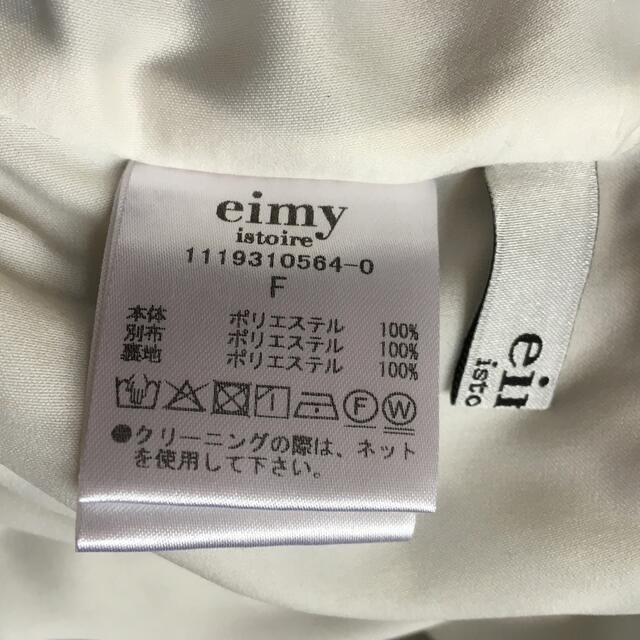 eimy
istoire
1119310564-0
F
本体 ポリエステル 100%
別布 ポリエステル 100%
裏地 ポリエステル 100%
F W
●クリーニングの際は、ネット
を使用して下さい。
ei
isto